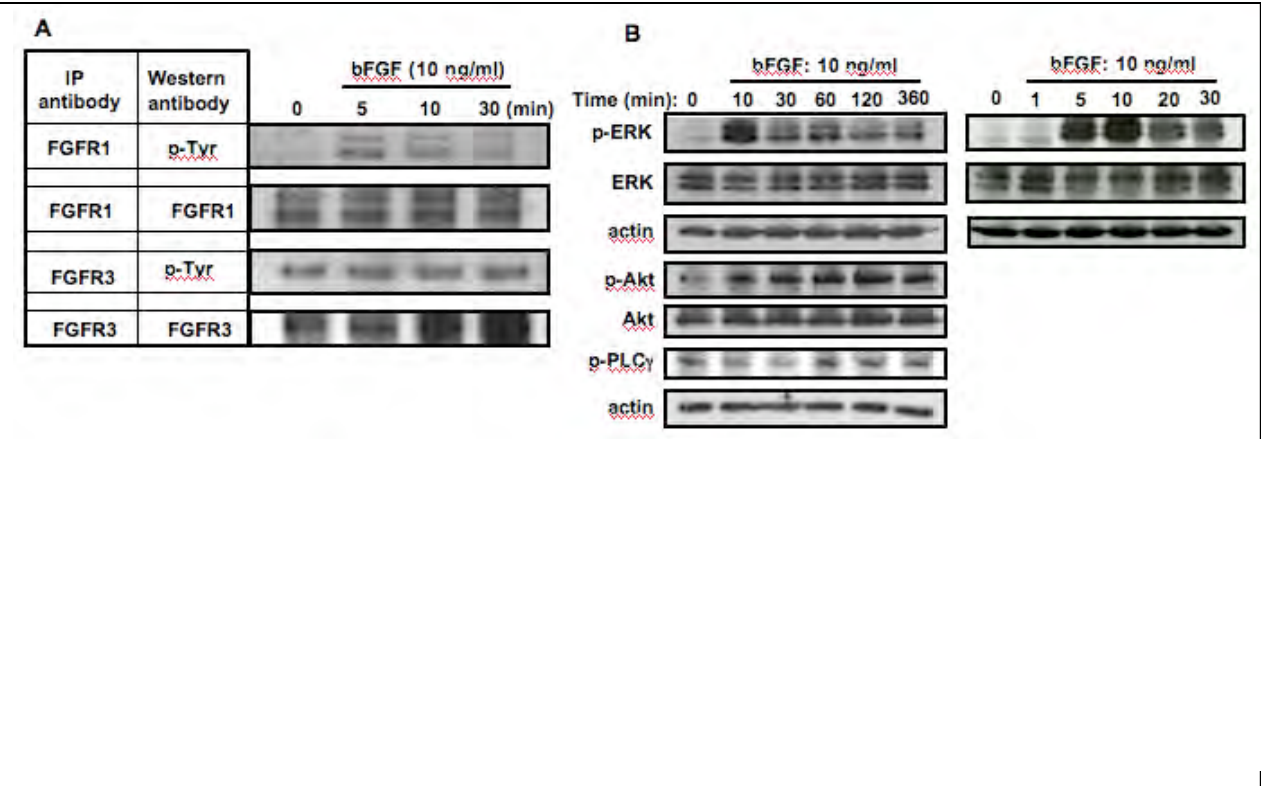 A
IP antibody
Western antibody
bFGF (10 ng/ml)
0 5 10 30 (min)
FGFR1 p-Tyr
FGFR1 FGFR1
FGFR3 p-Tyr
FGFR3 FGFR3
B
bFGF: 10 ng/ml
Time (min): 0 10 30 60 120 360
p-ERK
ERK
actin
p-Akt
Akt
p-PLCγ
actin
bFGF: 10 ng/ml
0 1 5 10 20 30